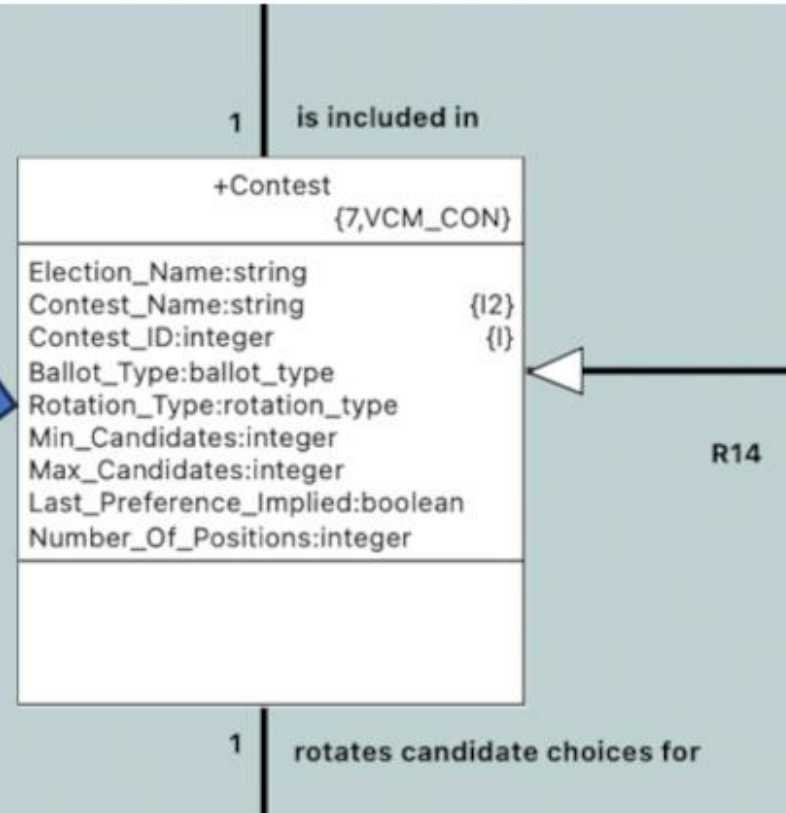 1 is included in
+Contest
{7,VCM_CON}
Election_Name:string
Contest_Name:string {I2}
Contest_ID:integer {I}
Ballot_Type:ballot_type
Rotation_Type:rotation_type
Min_Candidates:integer
Max_Candidates:integer
Last_Preference_Implied:boolean
Number_Of_Positions:integer
R14
1 rotates candidate choices for